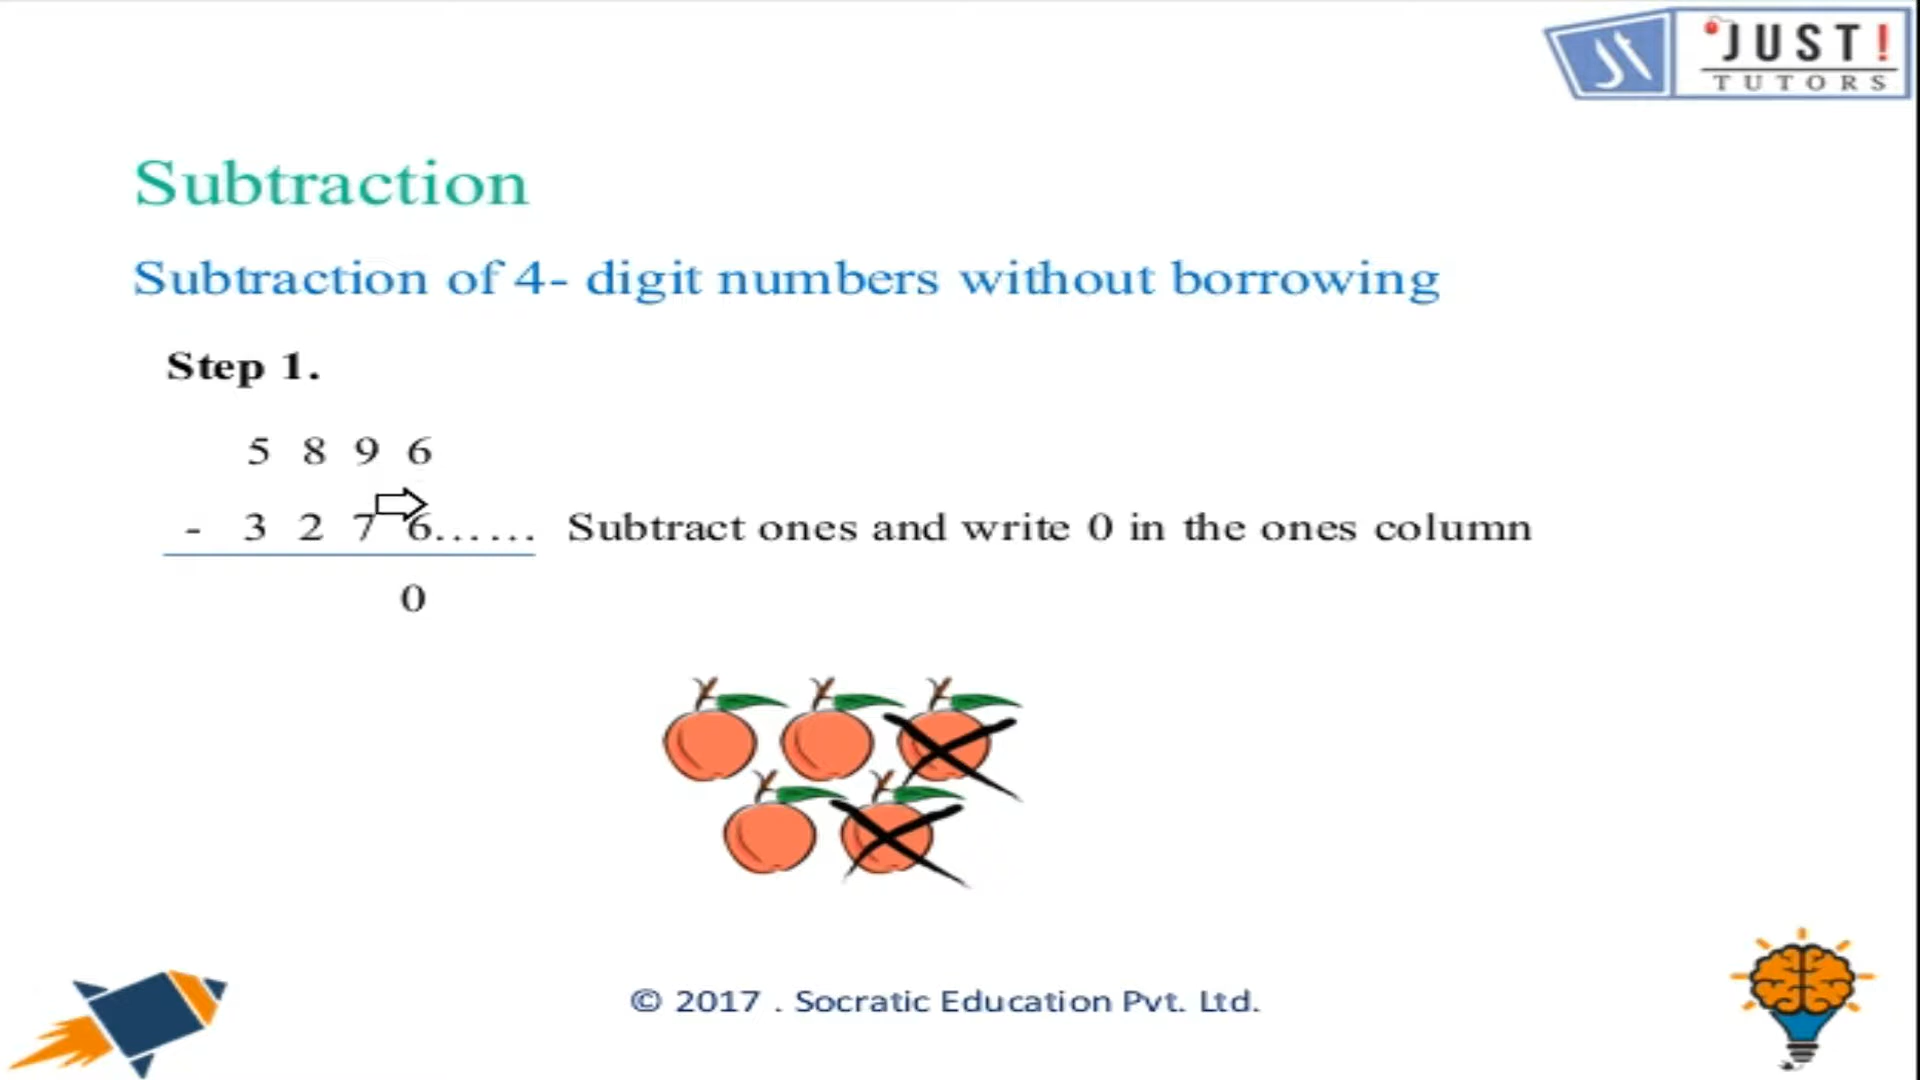 JUST!
TUTORS
Subtraction
Subtraction of 4- digit numbers without borrowing
Step 1.
5 8 9 6
- 3 2 7 6...... Subtract ones and write 0 in the ones column
0
© 2017 . Socratic Education Pvt. Ltd.